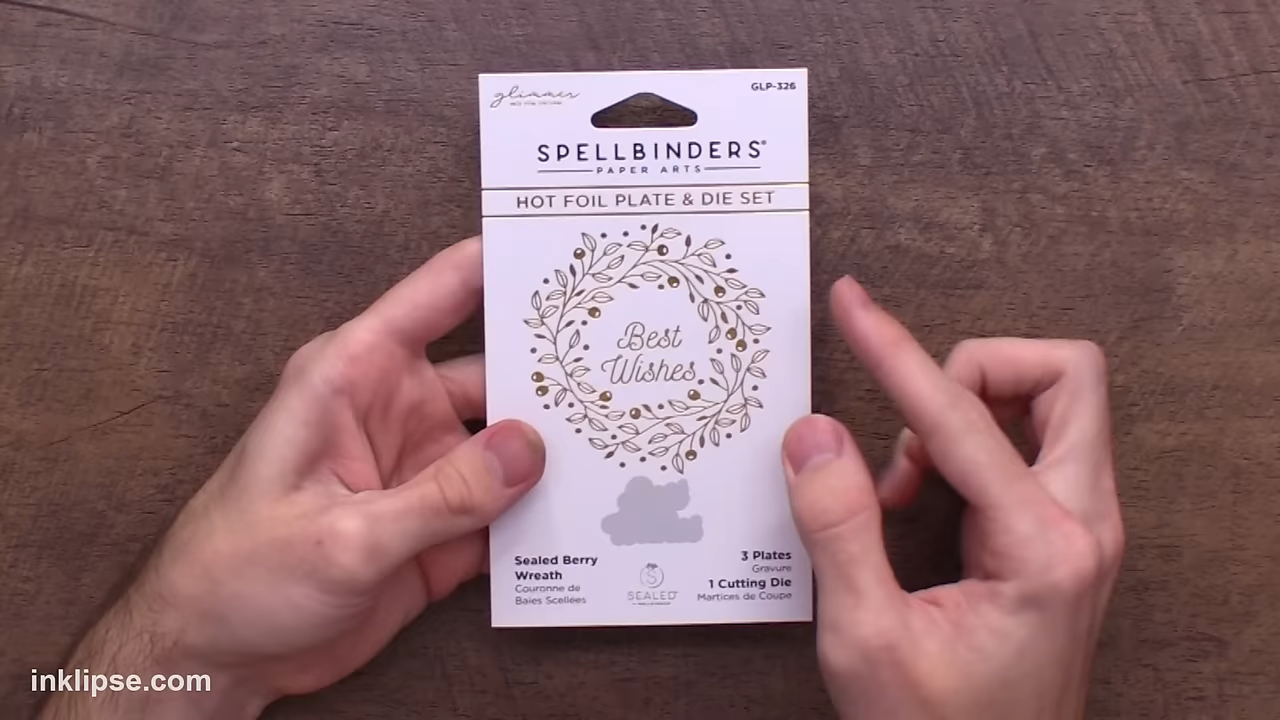 glimmer
GLP-326
SPELLBINDERS®
PAPER ARTS
HOT FOIL PLATE & DIE SET
Best
Wishes
Sealed Berry
Wreath
Couronne de
Baies Scellées
3 Plates
Gravure
1 Cutting Die
Martices de Coupe
S
SEALED
inklipse.com